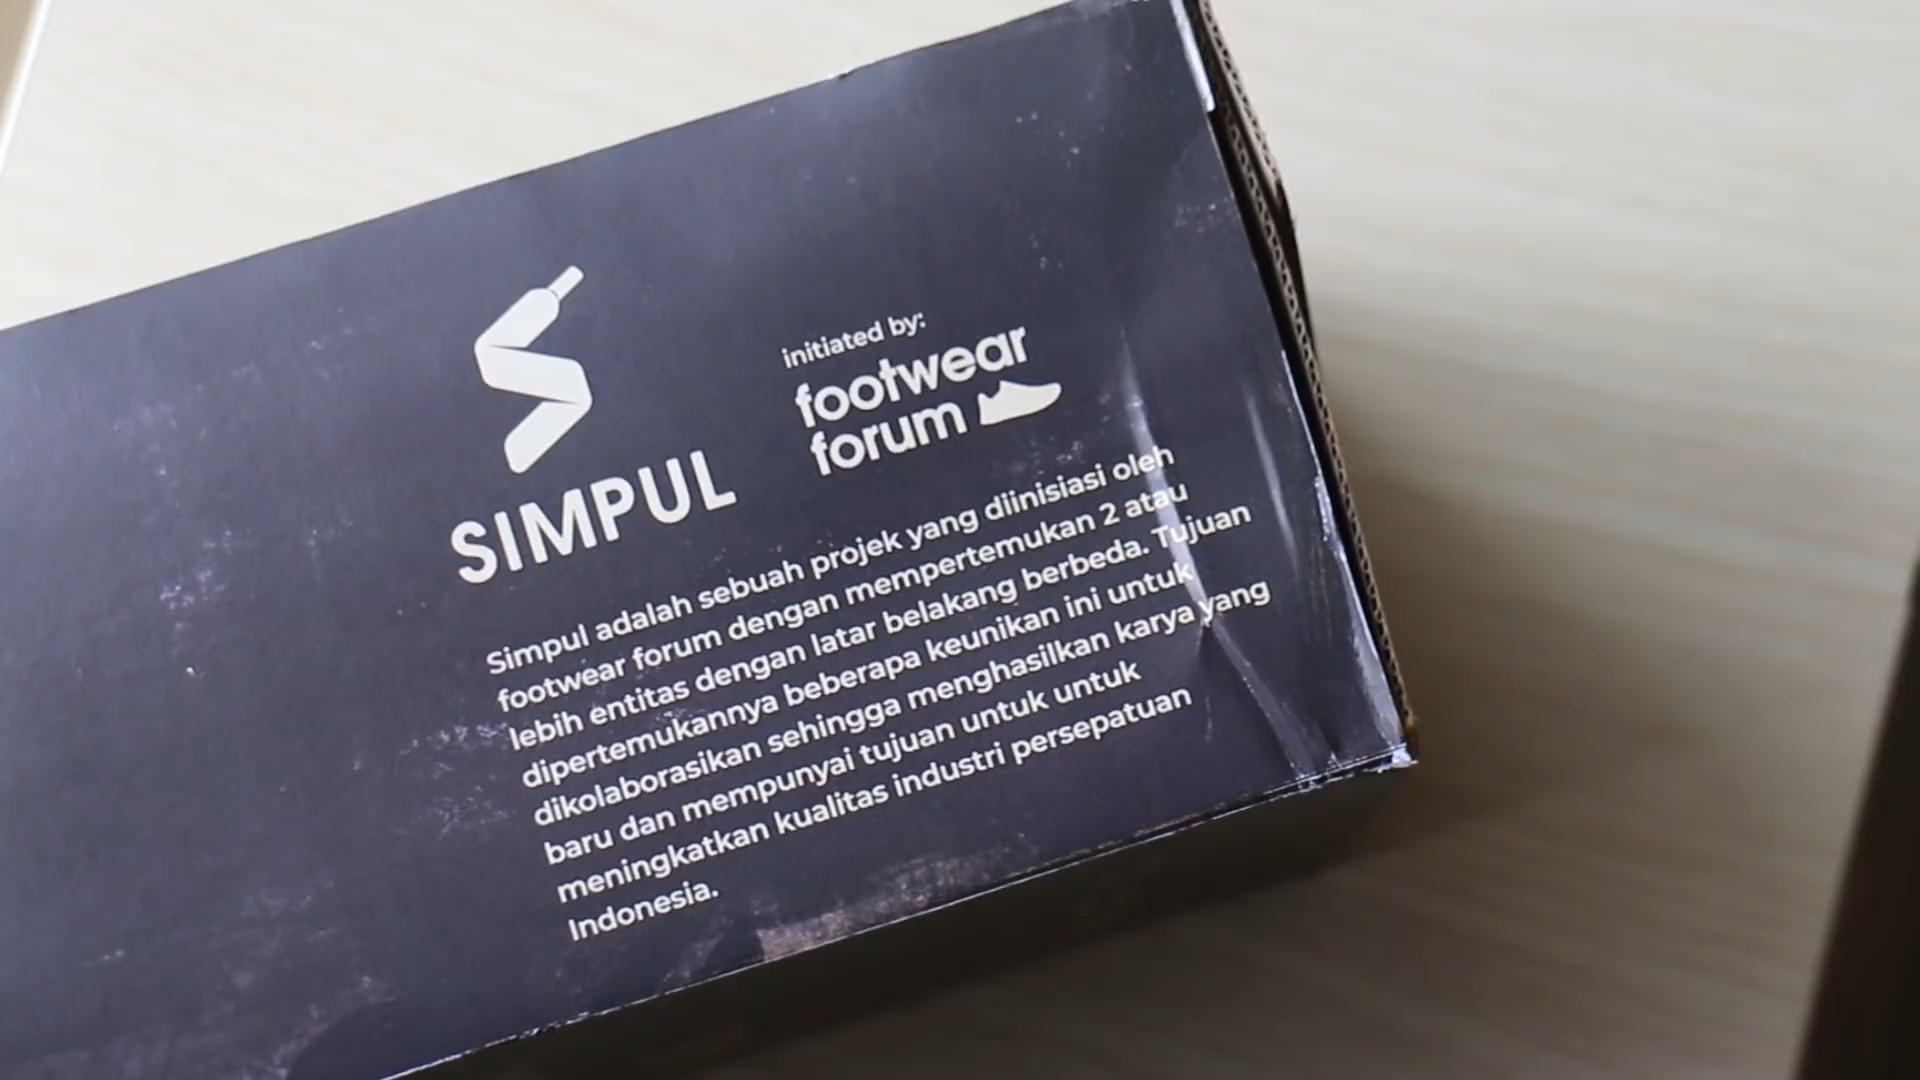 SIMPUL
initiated by:
footwear
forum
Simpul adalah sebuah projek yang diinisiasi oleh
footwear forum dengan mempertemukan 2 atau
lebih entitas dengan latar belakang berbeda. Tujuan
dipertemukannya beberapa keunikan ini untuk
dikolaborasikan sehingga menghasilkan karya yang
baru dan mempunyai tujuan untuk untuk
meningkatkan kualitas industri persepatuan
Indonesia.